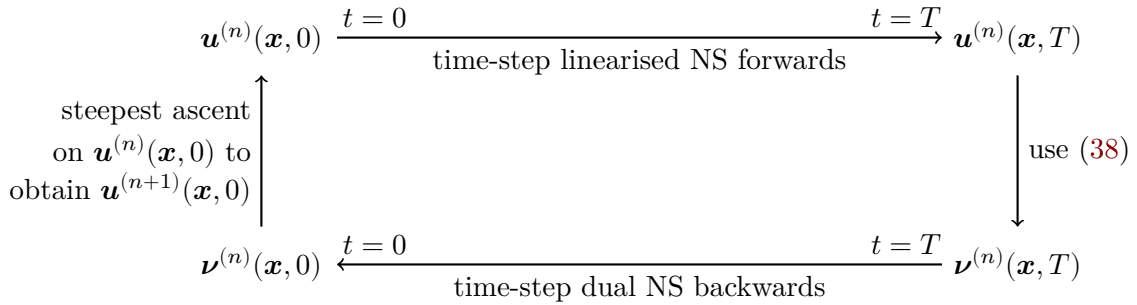 𝒖⁽ⁿ⁾(𝒙, 0) t = 0 t = T 𝒖⁽ⁿ⁾(𝒙, T)
time-step linearised NS forwards
steepest ascent
on 𝒖⁽ⁿ⁾(𝒙, 0) to
obtain 𝒖⁽ⁿ⁺¹⁾(𝒙, 0)
use (38)
𝝂⁽ⁿ⁾(𝒙, 0) t = 0 t = T 𝝂⁽ⁿ⁾(𝒙, T)
time-step dual NS backwards